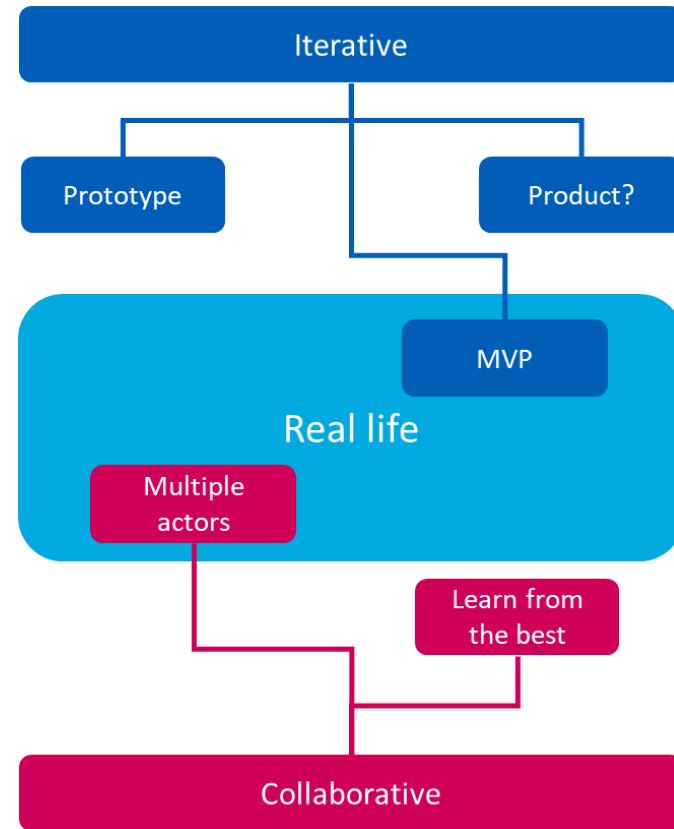 Iterative
Prototype
Product?
MVP
Real life
Multiple
actors
Learn from
the best
Collaborative